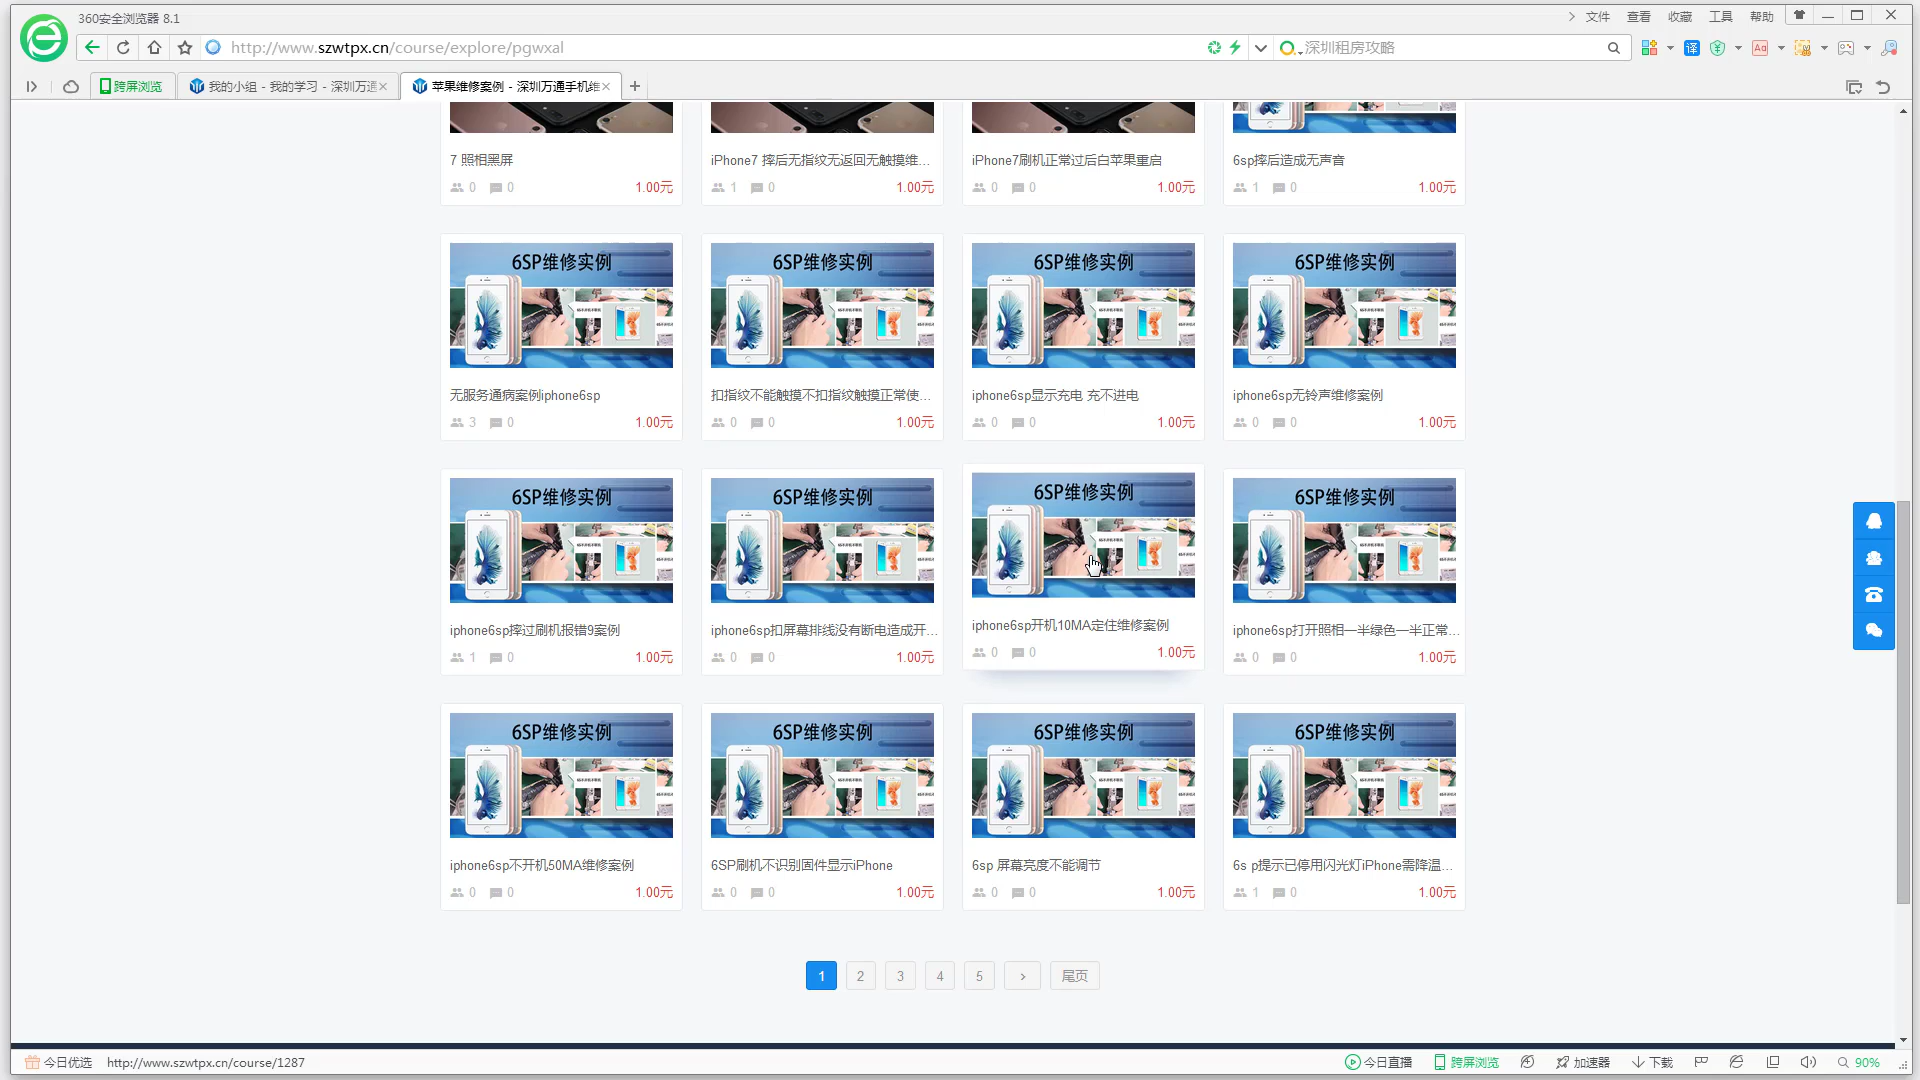 360安全浏览器 8.1
文件 查看 收藏 工具 帮助
http://www.szwtpx.cn/course/explore/pgwxal
深圳租房攻略
跨屏浏览
我的小组 - 我的学习 - 深圳万通
苹果维修案例 - 深圳万通手机维
7 照相黑屏
0 0 1.00元
iPhone7 摔后无指纹无返回无触摸维...
1 0 1.00元
iPhone7刷机正常过后白苹果重启
0 0 1.00元
6sp摔后造成无声音
1 0 1.00元
6SP维修实例
无服务通病案例iphone6sp
3 0 1.00元
6SP维修实例
扣指纹不能触摸不扣指纹触摸正常使...
0 0 1.00元
6SP维修实例
iphone6sp显示充电 充不进电
0 0 1.00元
6SP维修实例
iphone6sp无铃声维修案例
0 0 1.00元
6SP维修实例
iphone6sp摔过刷机报错9案例
1 0 1.00元
6SP维修实例
iphone6sp扣屏幕排线没有断电造成开...
0 0 1.00元
6SP维修实例
iphone6sp开机10MA定住维修案例
0 0 1.00元
6SP维修实例
iphone6sp打开照相一半绿色一半正常...
0 0 1.00元
6SP维修实例
iphone6sp不开机50MA维修案例
0 0 1.00元
6SP维修实例
6SP刷机不识别固件显示iPhone
0 0 1.00元
6SP维修实例
6sp 屏幕亮度不能调节
0 0 1.00元
6SP维修实例
6s p提示已停用闪光灯iPhone需降温...
1 0 1.00元
1 2 3 4 5 > 尾页
今日优选 http://www.szwtpx.cn/course/1287
今日直播 跨屏浏览 加速器 下载 90%